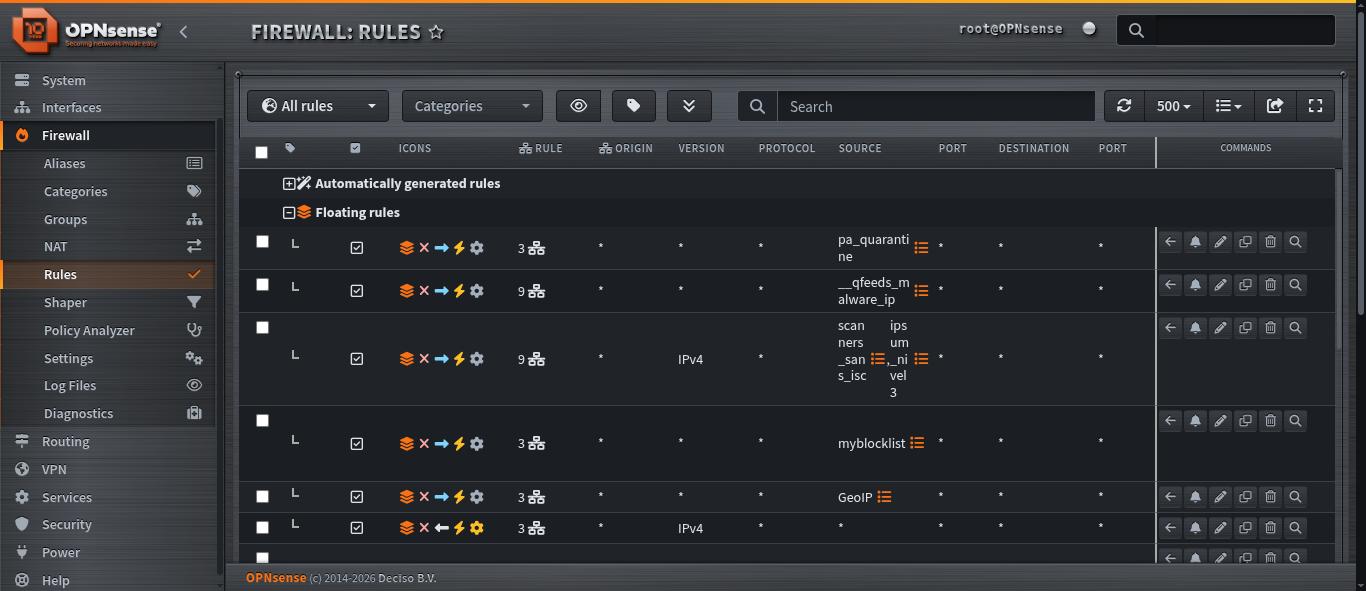 OPNsense®
Securing networks made easy
FIREWALL: RULES
root@OPNsense
System
Interfaces
Firewall
Aliases
Categories
Groups
NAT
Rules
Shaper
Policy Analyzer
Settings
Log Files
Diagnostics
Routing
VPN
Services
Security
Power
Help
All rules
Categories
Search
500
ICONS RULE ORIGIN VERSION PROTOCOL SOURCE PORT DESTINATION PORT COMMANDS
Automatically generated rules
Floating rules
3 * * * pa_quaranti * * *
ne
9 * * * __qfeeds_m * * *
alware_ip
scan ips
ners um
9 * IPv4 * _san ,_ni * * *
s_isc vel
3
3 * * * myblocklist * * *
3 * * * GeoIP * * *
3 * IPv4 * * * * *
OPNsense (c) 2014-2026 Deciso B.V.